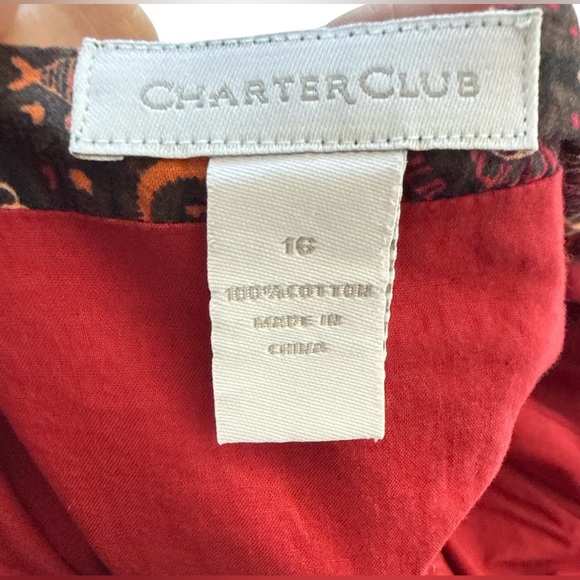 CHARTER CLUB
16
100% COTTON
MADE IN
CHINA